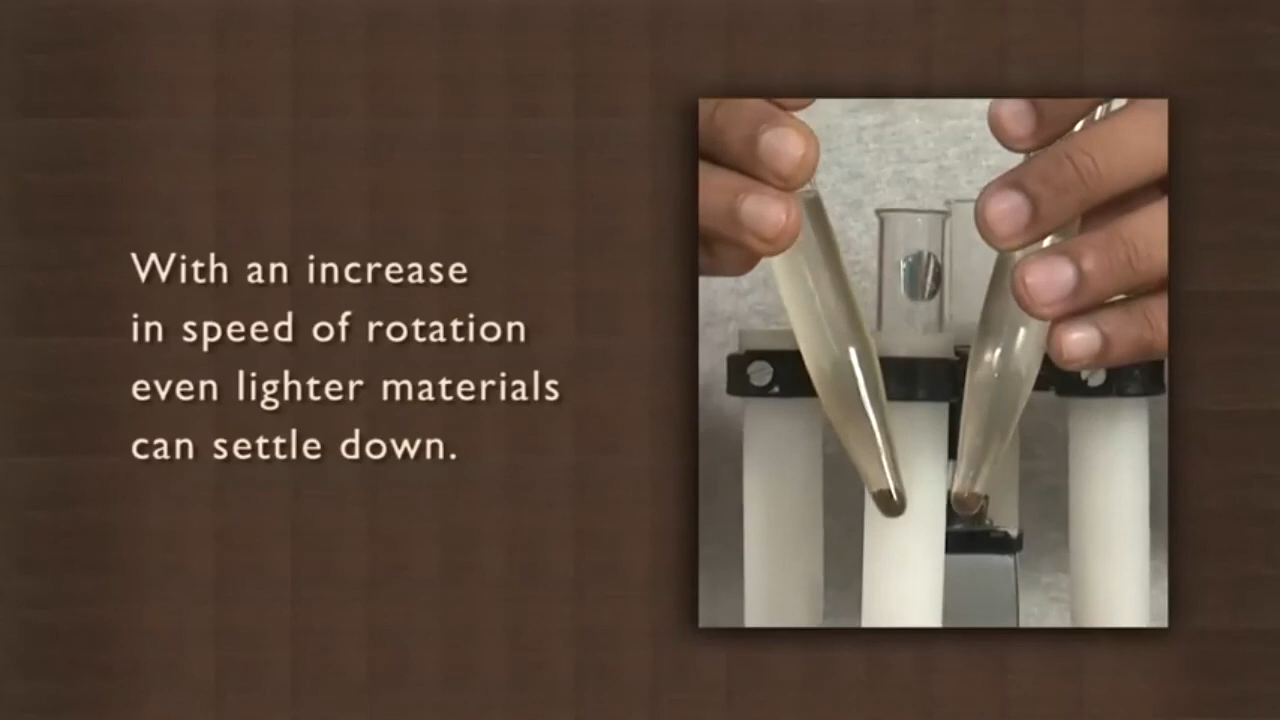 With an increase
in speed of rotation
even lighter materials
can settle down.